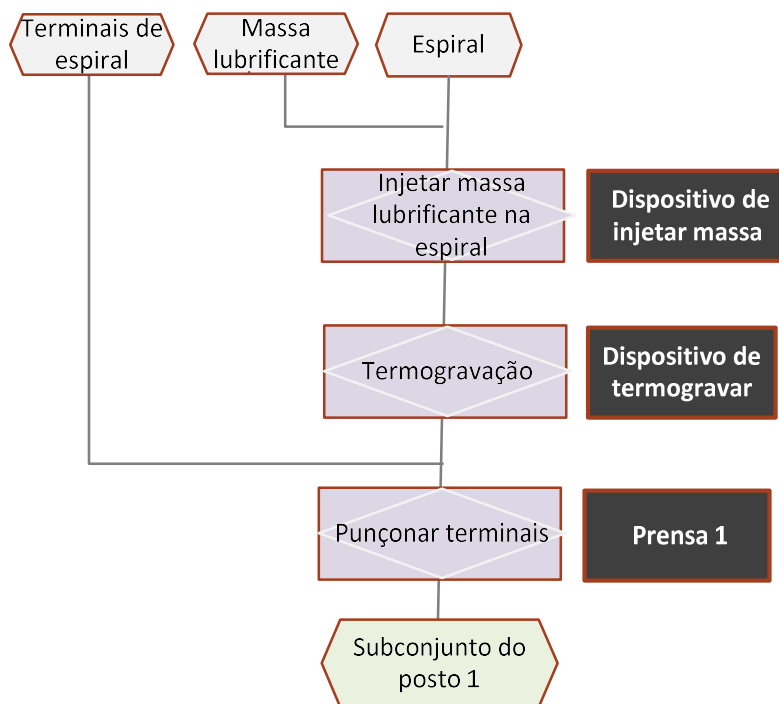 Terminais de
espiral
Massa
lubrificante
Espiral
Injetar massa
lubrificante na
espiral
Dispositivo de
injetar massa
Termogravação
Dispositivo de
termogravar
Punçonar terminais
Prensa 1
Subconjunto do
posto 1